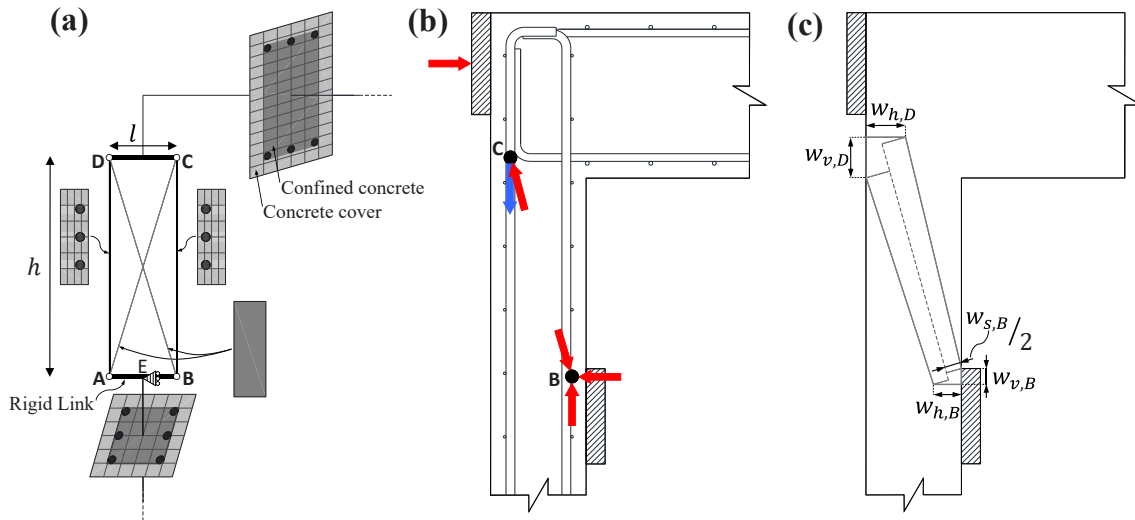 (a)
l
D
C
Confined concrete
Concrete cover
h
A
E
B
Rigid Link
(b)
C
B
(c)
w_{h,D}
w_{v,D}
w_{s,B}/2
w_{v,B}
w_{h,B}